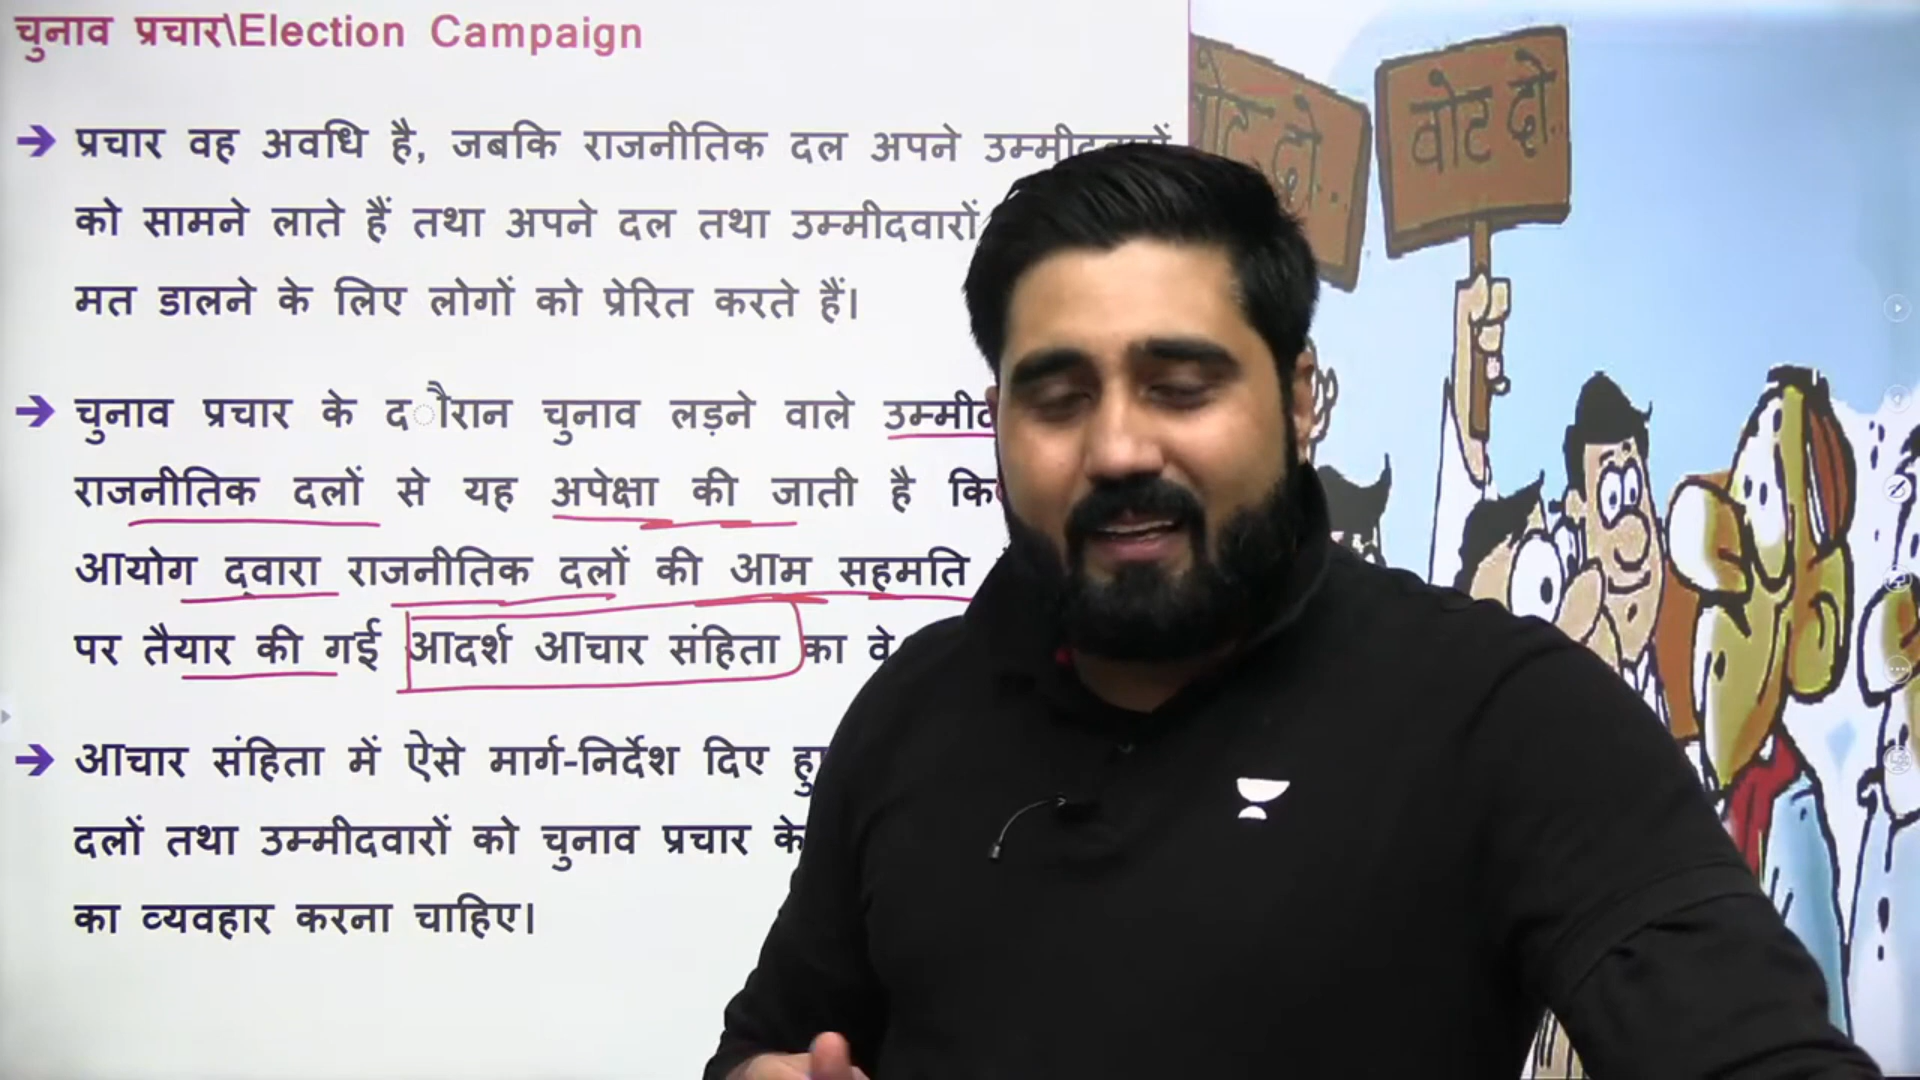 चुनाव प्रचार\Election Campaign
➔ प्रचार वह अवधि है, जबकि राजनीतिक दल अपने उम्मीदवारों
को सामने लाते हैं तथा अपने दल तथा उम्मीदवारों
मत डालने के लिए लोगों को प्रेरित करते हैं।
➔ चुनाव प्रचार के दौरान चुनाव लड़ने वाले
राजनीतिक दलों से यह अपेक्षा की जाती है कि
आयोग द्वारा राजनीतिक दलों की आम सहमति
पर तैयार की गई आदर्श आचार संहिता का वे
➔ आचार संहिता में ऐसे मार्ग-निर्देश दिए
दलों तथा उम्मीदवारों को चुनाव प्रचार के
का व्यवहार करना चाहिए।
वोट दो..
वोट दो..